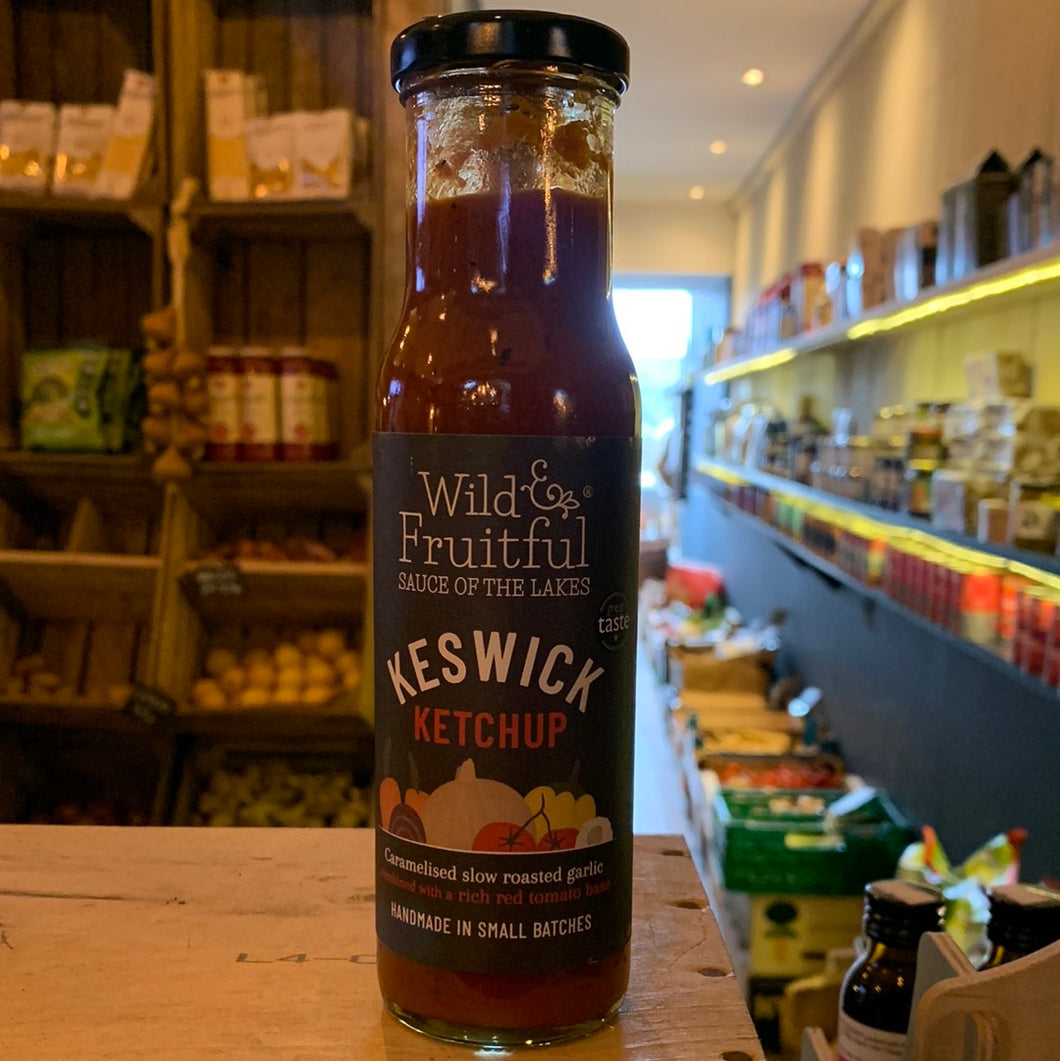 Wild &
Fruitful ®
SAUCE OF THE LAKES
great
taste
KESWICK
KETCHUP
Caramelised slow roasted garlic
combined with a rich red tomato base
HANDMADE IN SMALL BATCHES
L4-